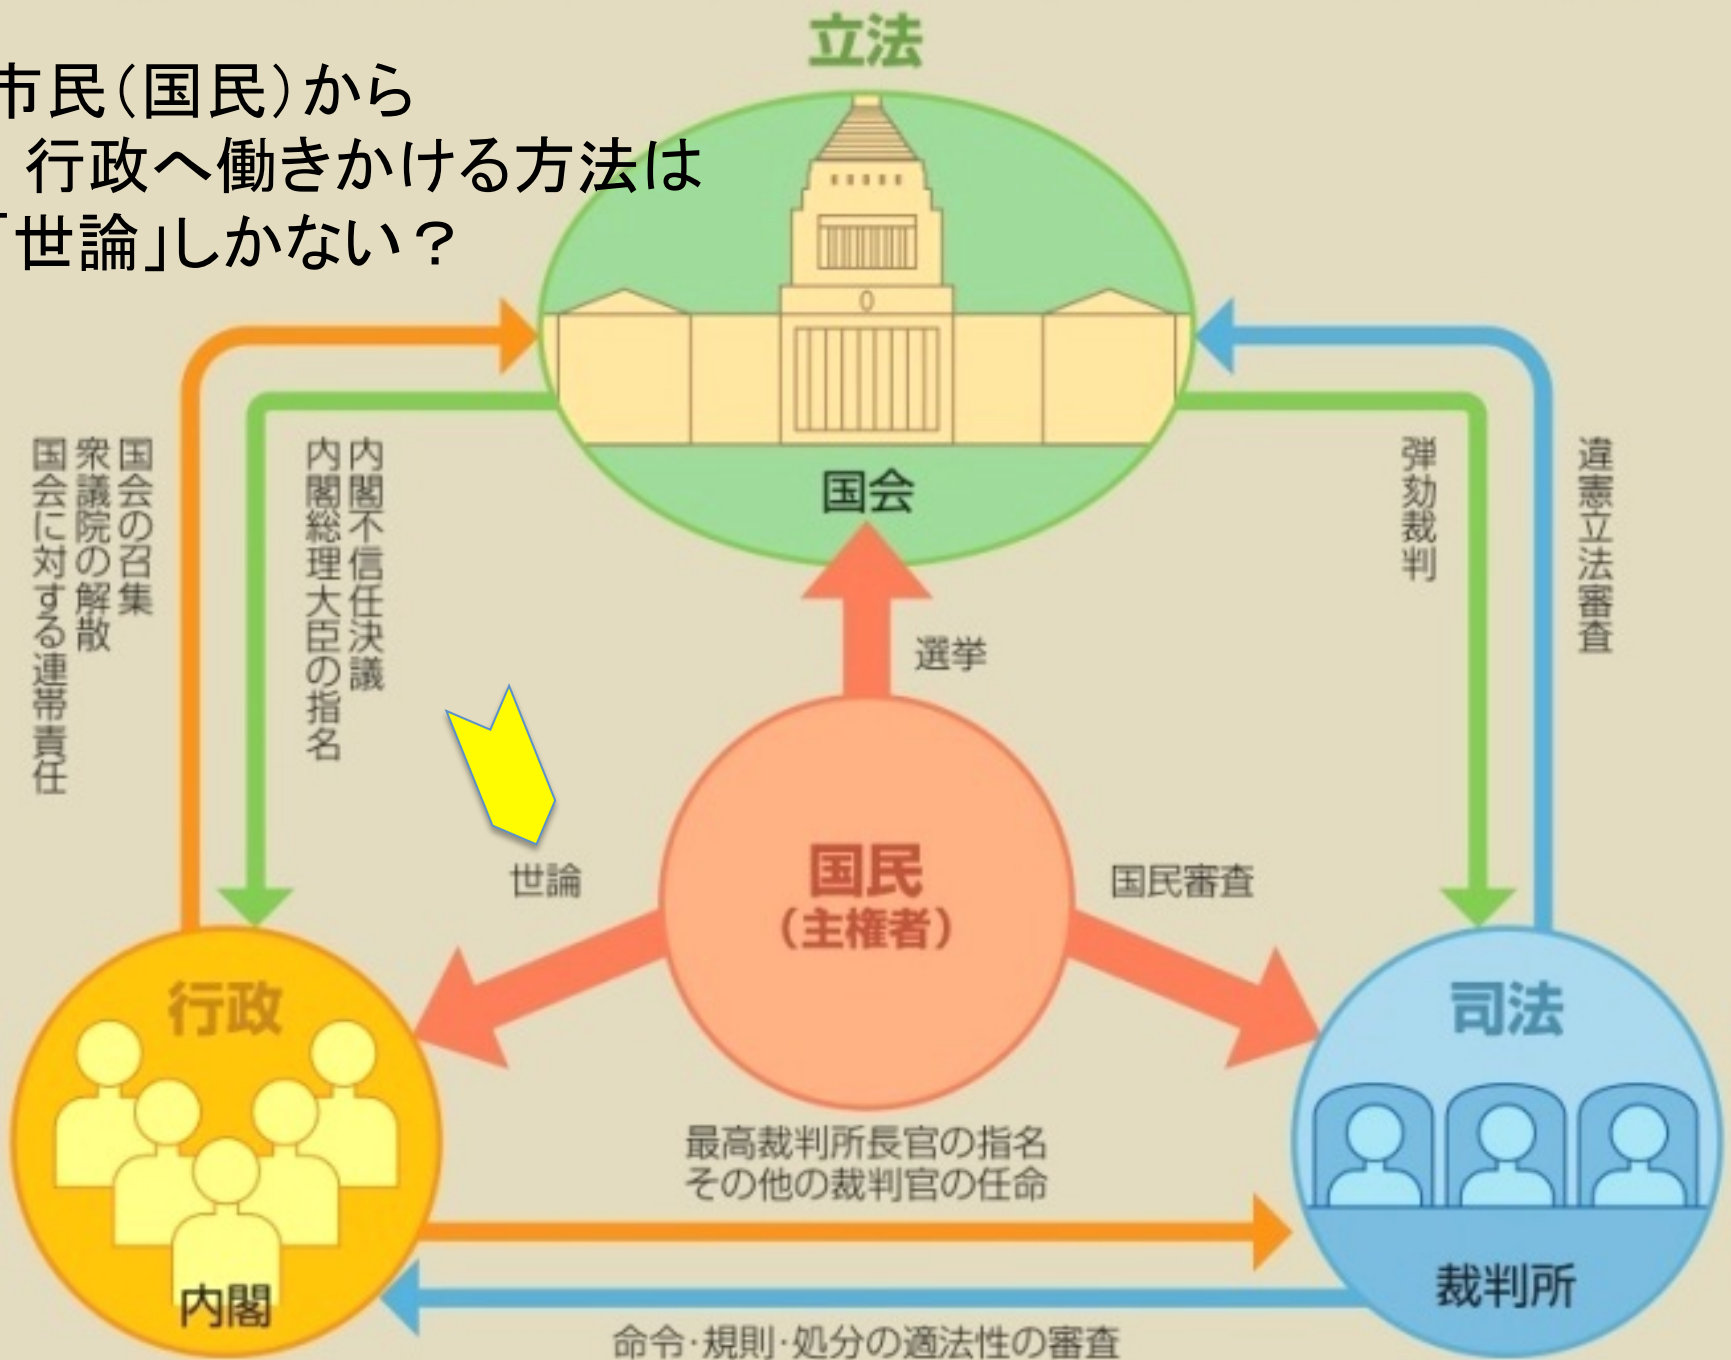 立法
市民(国民)から
行政へ働きかける方法は
「世論」しかない？
国会
国会の召集
衆議院の解散
国会に対する連帯責任
内閣不信任決議
内閣総理大臣の指名
弾劾裁判
違憲立法審査
選挙
世論
国民
（主権者）
国民審査
行政
内閣
司法
裁判所
最高裁判所長官の指名
その他の裁判官の任命
命令・規則・処分の適法性の審査